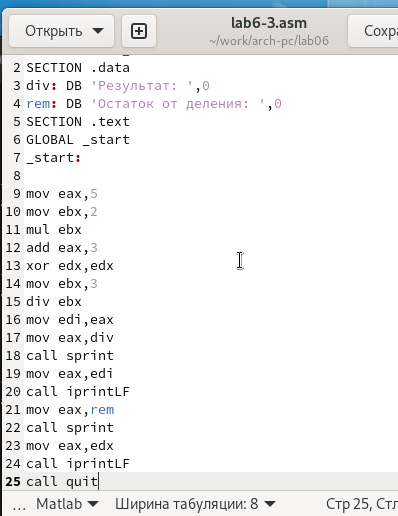 Открыть
lab6-3.asm
~/work/arch-pc/lab06
Сохра
2 SECTION .data
3 div: DB 'Результат: ',0
4 rem: DB 'Остаток от деления: ',0
5 SECTION .text
6 GLOBAL _start
7 _start:
8
9 mov eax,5
10 mov ebx,2
11 mul ebx
12 add eax,3
13 xor edx,edx
14 mov ebx,3
15 div ebx
16 mov edi,eax
17 mov eax,div
18 call sprint
19 mov eax,edi
20 call iprintLF
21 mov eax,rem
22 call sprint
23 mov eax,edx
24 call iprintLF
25 call quit
... Matlab Ширина табуляции: 8 Стр 25, Стл